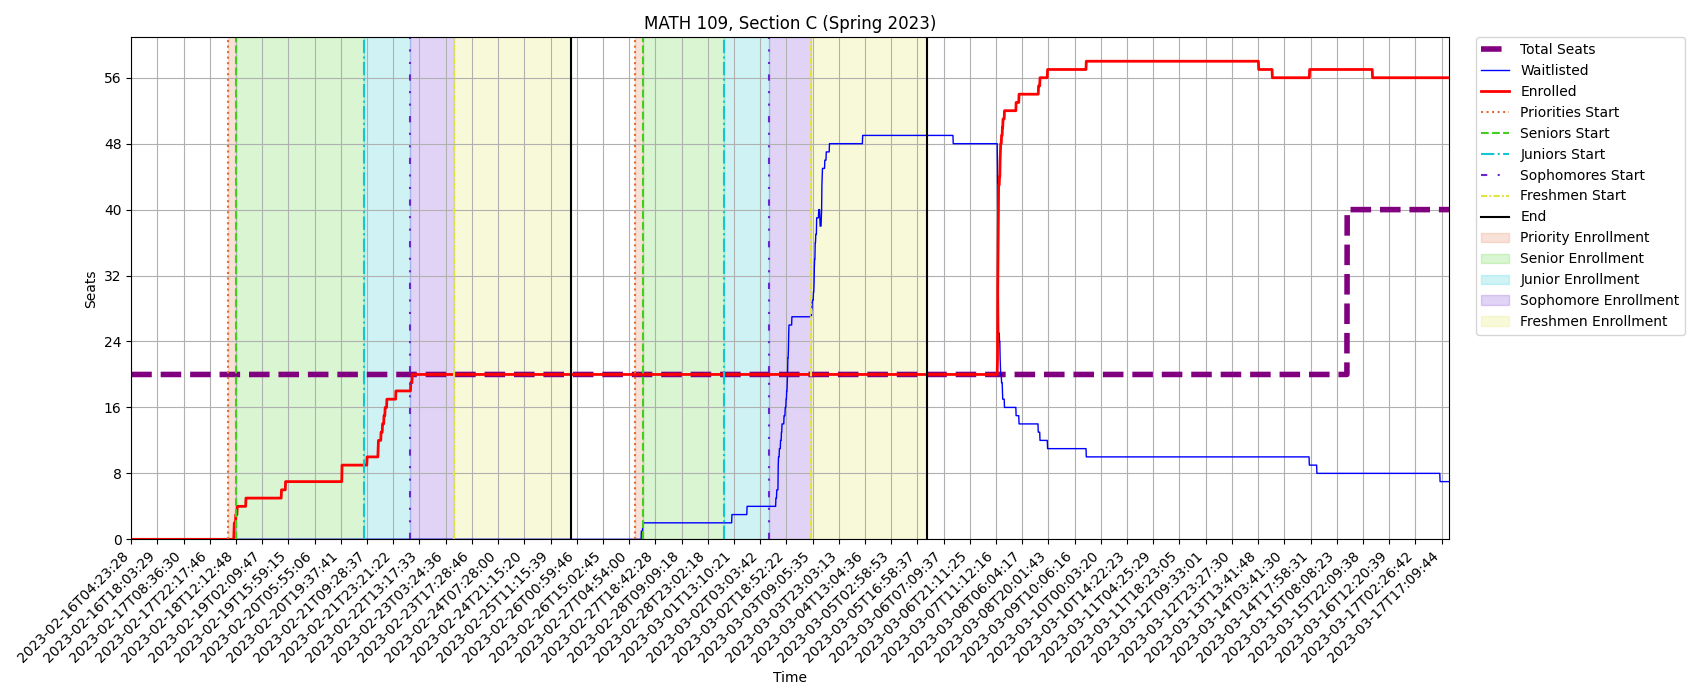 MATH 109, Section C (Spring 2023)
Total Seats
Waitlisted
Enrolled
Priorities Start
Seniors Start
Juniors Start
Sophomores Start
Freshmen Start
End
Priority Enrollment
Senior Enrollment
Junior Enrollment
Sophomore Enrollment
Freshmen Enrollment
Seats
56
48
40
32
24
16
8
0
2023-02-16T04:23:28
2023-02-16T18:03:29
2023-02-17T08:36:30
2023-02-17T22:17:46
2023-02-18T12:12:48
2023-02-19T02:09:47
2023-02-19T15:59:15
2023-02-20T05:55:06
2023-02-20T19:37:41
2023-02-21T09:28:37
2023-02-21T23:21:22
2023-02-22T13:17:33
2023-02-23T03:24:36
2023-02-23T17:28:46
2023-02-24T07:28:00
2023-02-24T21:15:20
2023-02-25T11:15:39
2023-02-26T00:59:46
2023-02-26T15:02:45
2023-02-27T04:54:00
2023-02-27T18:42:28
2023-02-28T09:09:18
2023-02-28T23:02:18
2023-03-01T13:10:21
2023-03-02T03:03:42
2023-03-02T18:52:22
2023-03-03T09:05:35
2023-03-03T23:03:13
2023-03-04T13:04:36
2023-03-05T02:58:53
2023-03-05T16:58:37
2023-03-06T07:09:37
2023-03-06T21:11:25
2023-03-07T11:12:16
2023-03-08T06:04:17
2023-03-08T20:01:43
2023-03-09T10:06:16
2023-03-10T00:03:20
2023-03-10T14:22:23
2023-03-11T04:25:29
2023-03-11T18:23:05
2023-03-12T09:33:01
2023-03-12T23:27:30
2023-03-13T13:41:48
2023-03-14T03:41:30
2023-03-14T17:58:31
2023-03-15T08:08:23
2023-03-15T22:09:38
2023-03-16T12:20:39
2023-03-17T02:26:42
2023-03-17T17:09:44
Time